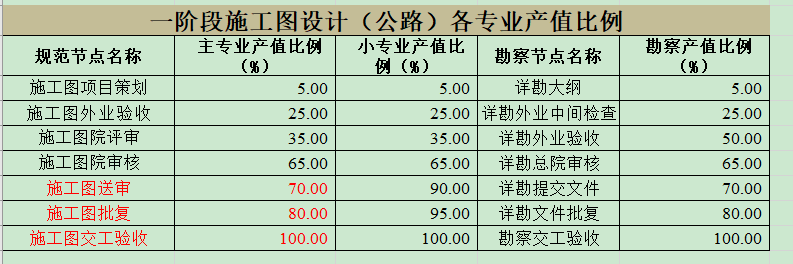 一阶段施工图设计（公路）各专业产值比例
规范节点名称 主专业产值比例（%） 小专业产值比例（%） 勘察节点名称 勘察产值比例（%）
施工图项目策划 5.00 5.00 详勘大纲 5.00
施工图外业验收 25.00 25.00 详勘外业中间检查 25.00
施工图院评审 35.00 35.00 详勘外业验收 50.00
施工图院审核 65.00 65.00 详勘总院审核 65.00
施工图送审 70.00 90.00 详勘提交文件 70.00
施工图批复 80.00 95.00 详勘文件批复 80.00
施工图交工验收 100.00 100.00 勘察交工验收 100.00